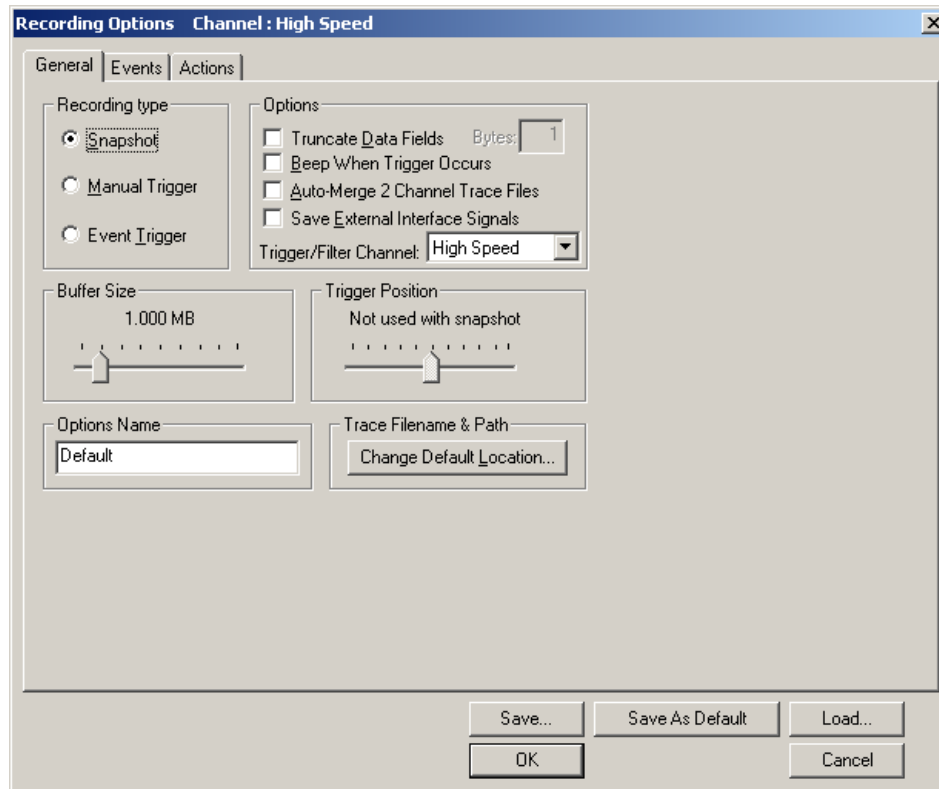 Recording Options Channel : High Speed
General Events Actions
Recording type
Snapshot
Manual Trigger
Event Trigger
Options
Truncate Data Fields Bytes: 1
Beep When Trigger Occurs
Auto-Merge 2 Channel Trace Files
Save External Interface Signals
Trigger/Filter Channel: High Speed
Buffer Size
1.000 MB
Trigger Position
Not used with snapshot
Options Name
Default
Trace Filename & Path
Change Default Location...
Save... Save As Default Load...
OK Cancel